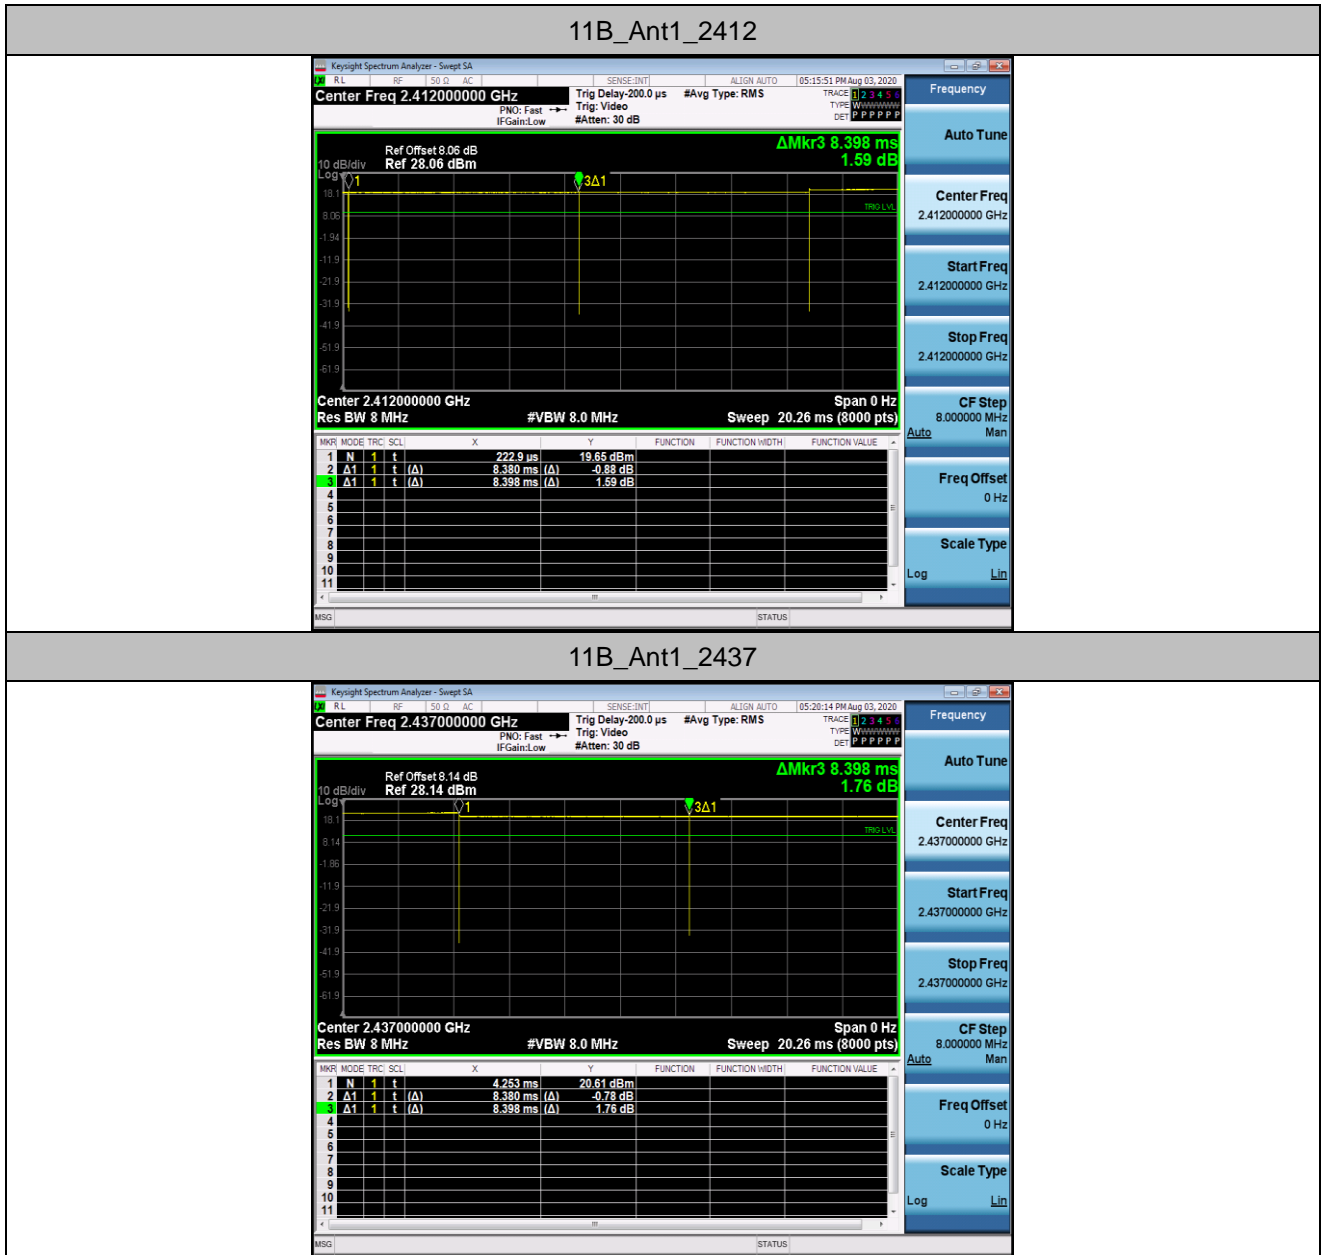 11B_Ant1_2412
Keysight Spectrum Analyzer - Swept SA
RL RF 50 Ω AC SENSE:INT ALIGN AUTO 05:15:51 PM Aug 03, 2020
Center Freq 2.412000000 GHz
PNO: Fast
IFGain:Low
Trig Delay-200.0 µs
Trig: Video
#Atten: 30 dB
#Avg Type: RMS
TRACE 1 2 3 4 5 6
TYPE W
DET P P P P P P
Frequency
Auto Tune
ΔMkr3 8.398 ms
1.59 dB
Ref Offset 8.06 dB
10 dB/div Ref 28.06 dBm
Log
1
3Δ1
18.1
8.06
-1.94
-11.9
-21.9
-31.9
-41.9
-51.9
-61.9
TRIG LVL
Center 2.412000000 GHz Span 0 Hz
Res BW 8 MHz #VBW 8.0 MHz Sweep 20.26 ms (8000 pts)
Center Freq
2.412000000 GHz
Start Freq
2.412000000 GHz
Stop Freq
2.412000000 GHz
CF Step
8.000000 MHz
Auto Man
Freq Offset
0 Hz
Scale Type
Log Lin
MKR MODE TRC SCL X Y FUNCTION FUNCTION WIDTH FUNCTION VALUE
1 N 1 t 222.9 µs 19.65 dBm
2 Δ1 1 t (Δ) 8.380 ms (Δ) -0.88 dB
3 Δ1 1 t (Δ) 8.398 ms (Δ) 1.59 dB
4
5
6
7
8
9
10
11
MSG STATUS
11B_Ant1_2437
Keysight Spectrum Analyzer - Swept SA
RL RF 50 Ω AC SENSE:INT ALIGN AUTO 05:20:14 PM Aug 03, 2020
Center Freq 2.437000000 GHz
PNO: Fast
IFGain:Low
Trig Delay-200.0 µs
Trig: Video
#Atten: 30 dB
#Avg Type: RMS
TRACE 1 2 3 4 5 6
TYPE W
DET P P P P P P
Frequency
Auto Tune
ΔMkr3 8.398 ms
1.76 dB
Ref Offset 8.14 dB
10 dB/div Ref 28.14 dBm
Log
1
3Δ1
18.1
8.14
-1.86
-11.9
-21.9
-31.9
-41.9
-51.9
-61.9
TRIG LVL
Center 2.437000000 GHz Span 0 Hz
Res BW 8 MHz #VBW 8.0 MHz Sweep 20.26 ms (8000 pts)
Center Freq
2.437000000 GHz
Start Freq
2.437000000 GHz
Stop Freq
2.437000000 GHz
CF Step
8.000000 MHz
Auto Man
Freq Offset
0 Hz
Scale Type
Log Lin
MKR MODE TRC SCL X Y FUNCTION FUNCTION WIDTH FUNCTION VALUE
1 N 1 t 4.253 ms 20.61 dBm
2 Δ1 1 t (Δ) 8.380 ms (Δ) -0.78 dB
3 Δ1 1 t (Δ) 8.398 ms (Δ) 1.76 dB
4
5
6
7
8
9
10
11
MSG STATUS